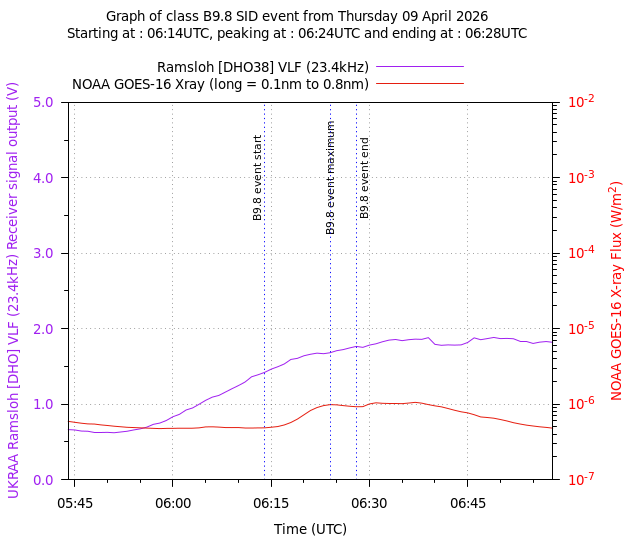 Graph of class B9.8 SID event from Thursday 09 April 2026
Starting at : 06:14UTC, peaking at : 06:24UTC and ending at : 06:28UTC
Ramsloh [DHO38] VLF (23.4kHz)
NOAA GOES-16 Xray (long = 0.1nm to 0.8nm)
UKRAA Ramsloh [DHO] VLF (23.4kHz) Receiver signal output (V)
5.0
4.0
3.0
2.0
1.0
0.0
B9.8 event start
B9.8 event maximum
B9.8 event end
10-2
10-3
10-4
10-5
10-6
10-7
NOAA GOES-16 X-ray Flux (W/m2)
05:45
06:00
06:15
06:30
06:45
Time (UTC)